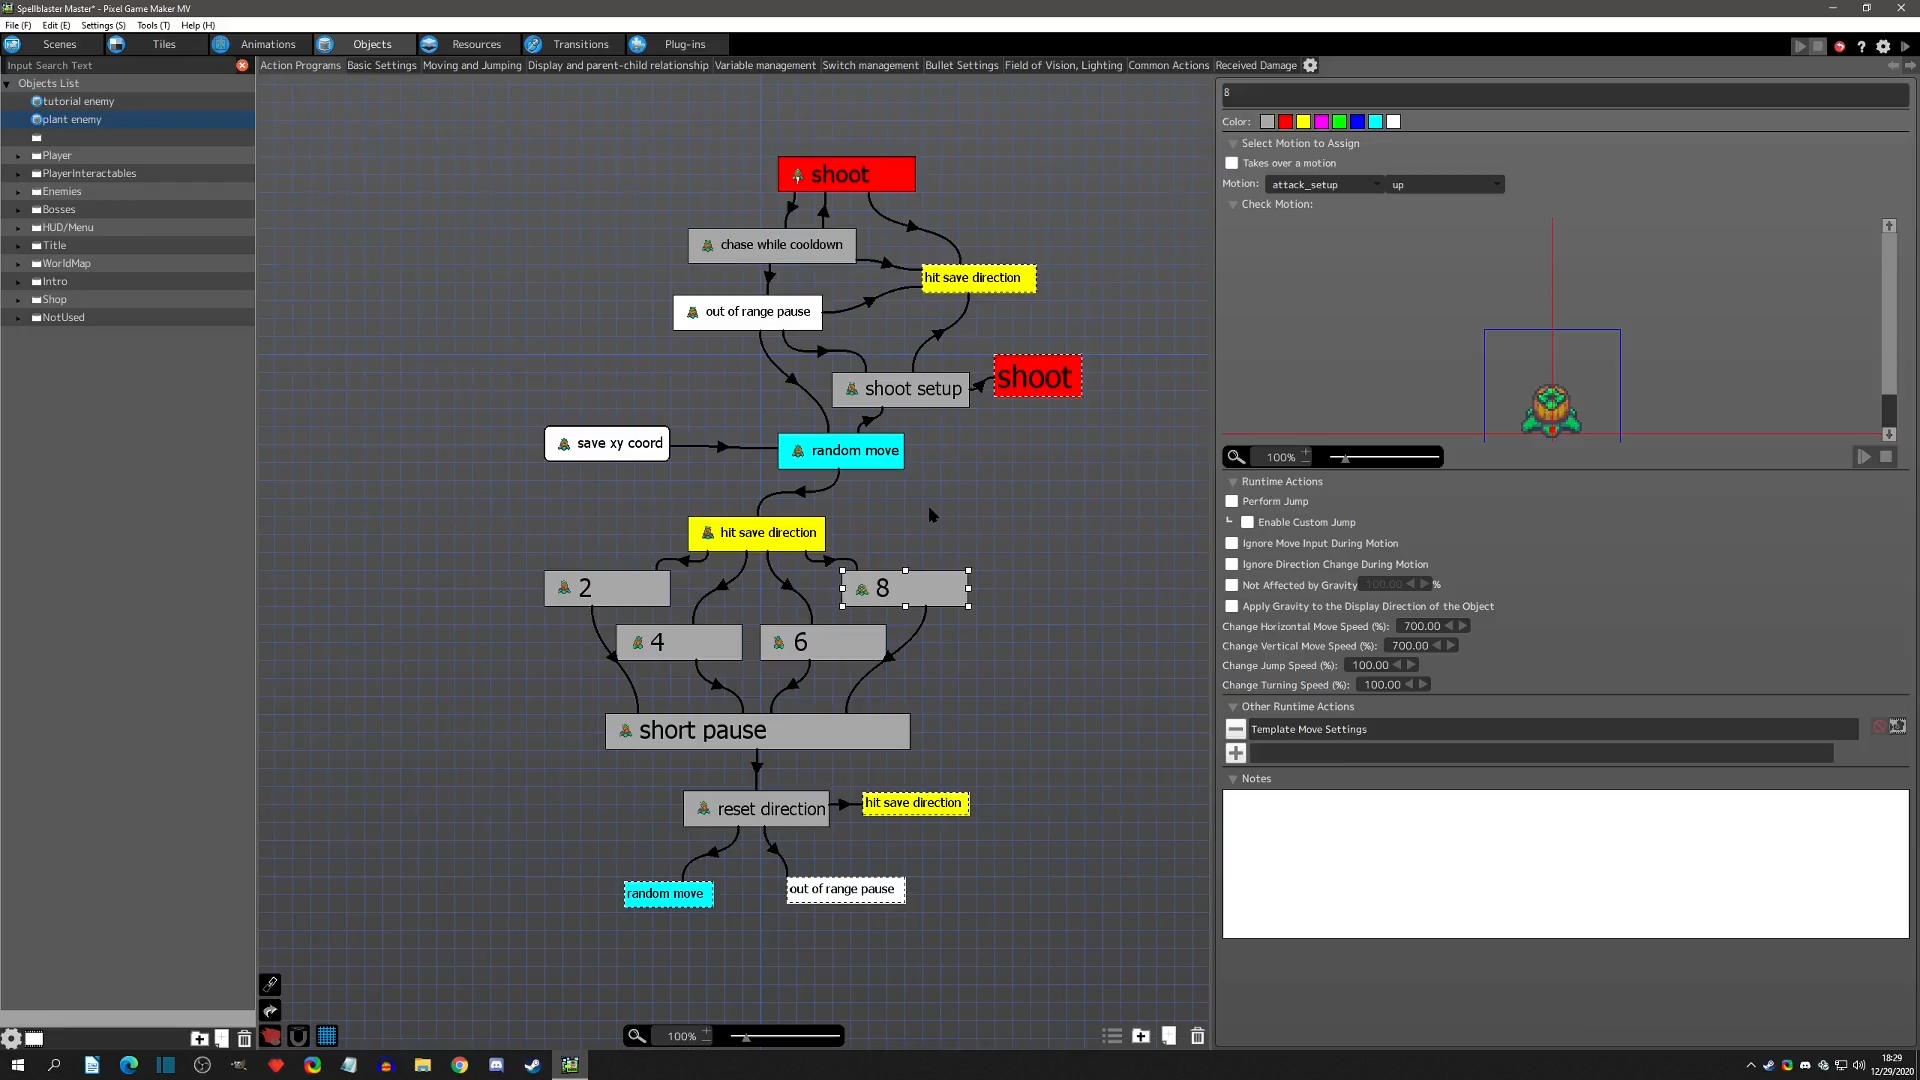 Spellblaster Master* - Pixel Game Maker MV
File (F) Edit (E) Settings (S) Tools (T) Help (H)
Scenes Tiles Animations Objects Resources Transitions Plug-ins
Input Search Text
Action Programs Basic Settings Moving and Jumping Display and parent-child relationship Variable management Switch management Bullet Settings Field of Vision, Lighting Common Actions Received Damage
Objects List
tutorial enemy
plant enemy
Player
PlayerInteractables
Enemies
Bosses
HUD/Menu
Title
WorldMap
Intro
Shop
NotUsed
shoot
chase while cooldown
hit save direction
out of range pause
shoot
shoot setup
save xy coord
random move
hit save direction
2
8
4
6
short pause
reset direction
hit save direction
random move
out of range pause
100%
8
Color:
Select Motion to Assign
Takes over a motion
Motion: attack_setup up
Check Motion:
100%
Runtime Actions
Perform Jump
Enable Custom Jump
Ignore Move Input During Motion
Ignore Direction Change During Motion
Not Affected by Gravity 100.00 %
Apply Gravity to the Display Direction of the Object
Change Horizontal Move Speed (%): 700.00
Change Vertical Move Speed (%): 700.00
Change Jump Speed (%): 100.00
Change Turning Speed (%): 100.00
Other Runtime Actions
Template Move Settings
Notes
18:29
12/29/2020